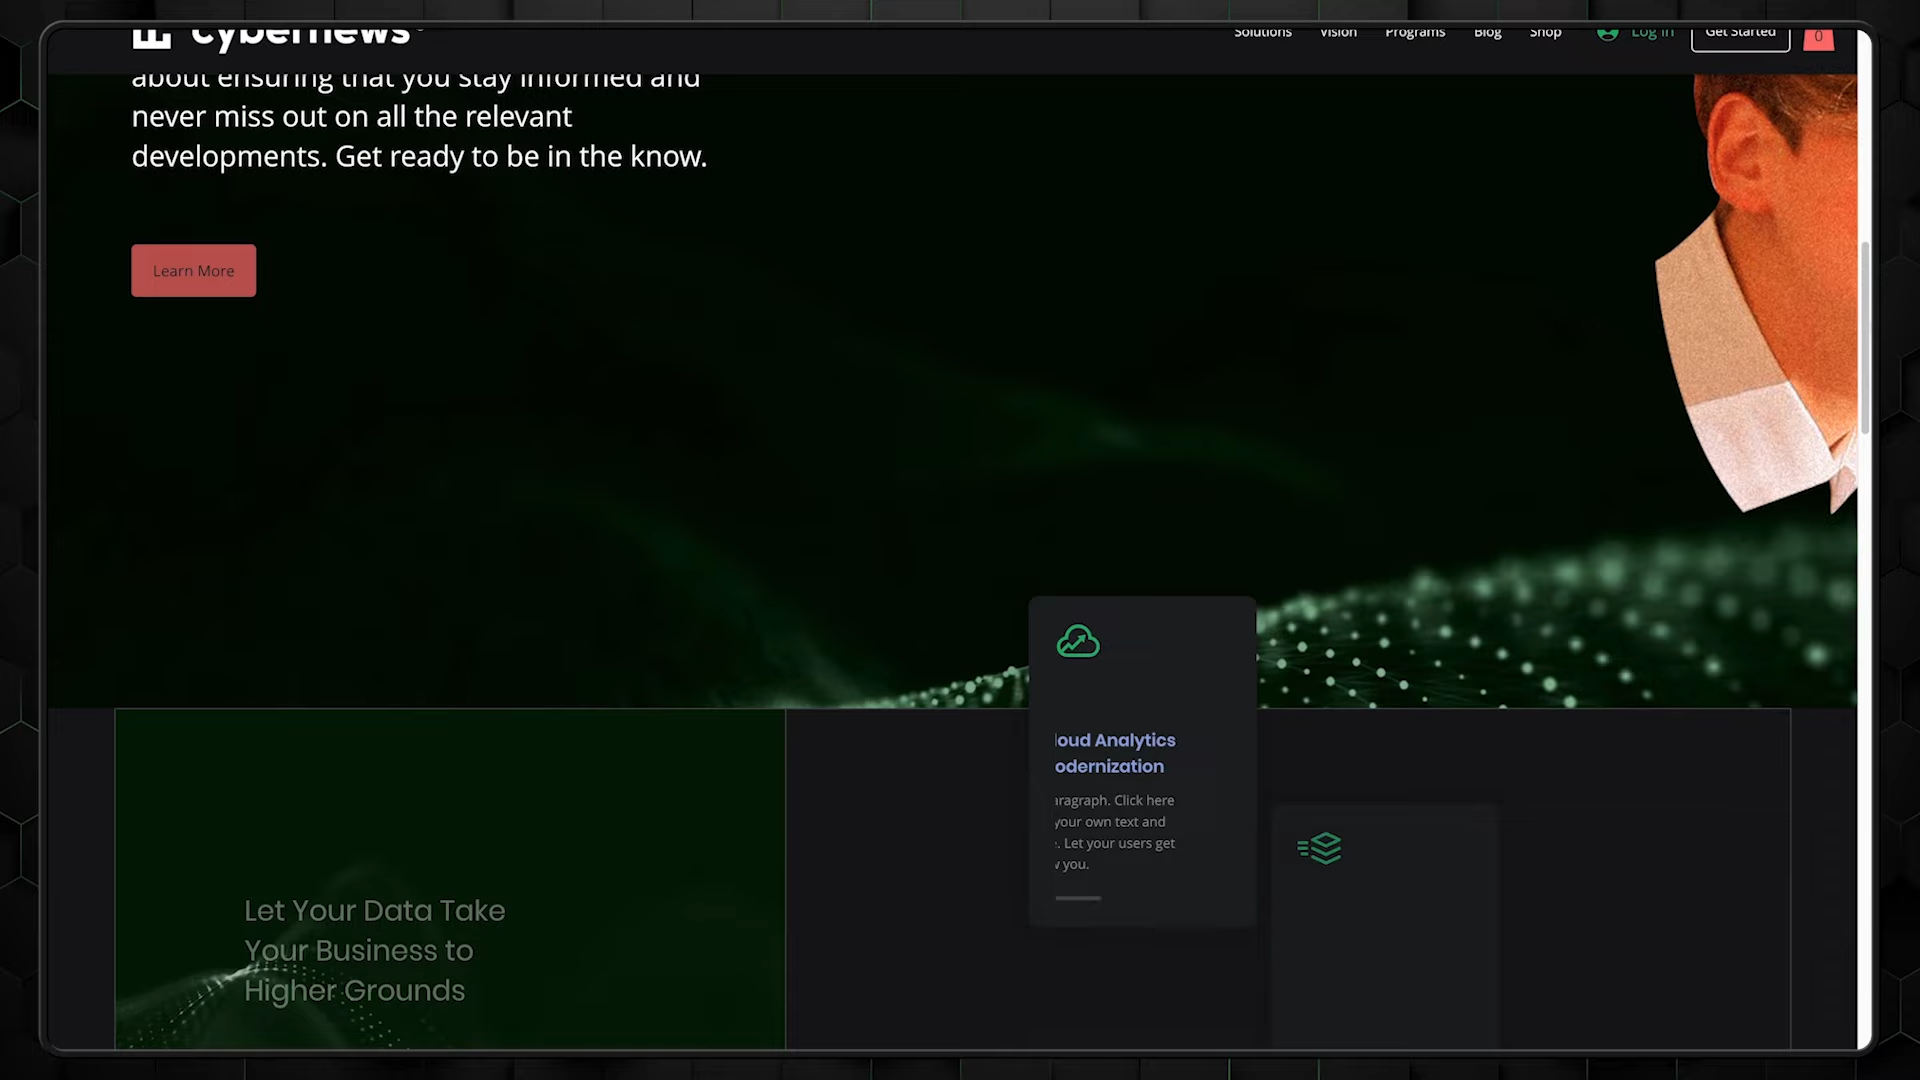 cybernews
Solutions Vision Programs Blog Shop Log In Get Started 0
about ensuring that you stay informed and
never miss out on all the relevant
developments. Get ready to be in the know.
Learn More
loud Analytics
odernization
aragraph. Click here
your own text and
. Let your users get
you.
Let Your Data Take
Your Business to
Higher Grounds